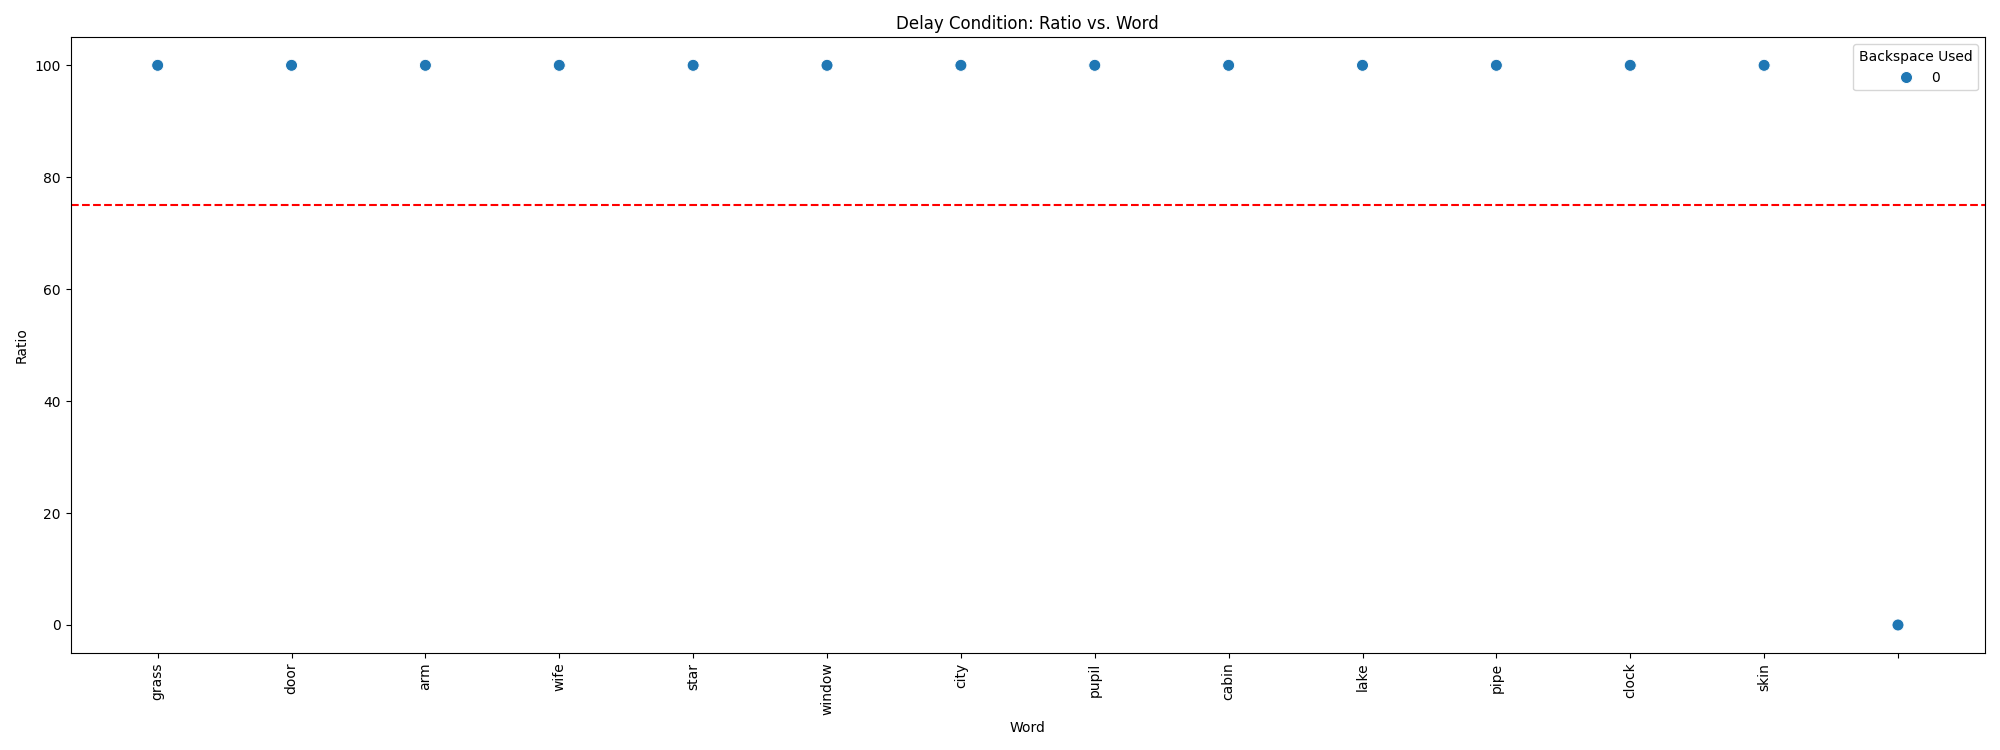 Delay Condition: Ratio vs. Word
Backspace Used
0
100
80
60
40
20
0
Ratio
grass
door
arm
wife
star
window
city
pupil
cabin
lake
pipe
clock
skin
Word